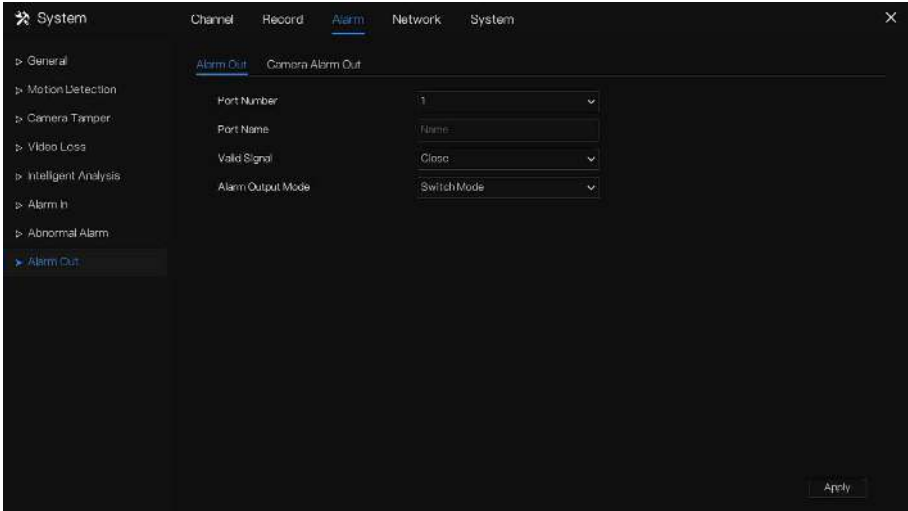 System
Channel Record Alarm Network System
General
Motion Detection
Camera Tamper
Video Loss
Intelligent Analysis
Alarm In
Abnormal Alarm
Alarm Out
Alarm Out Camera Alarm Out
Port Number 1
Port Name Name
Valid Signal Close
Alarm Output Mode Switch Mode
Apply